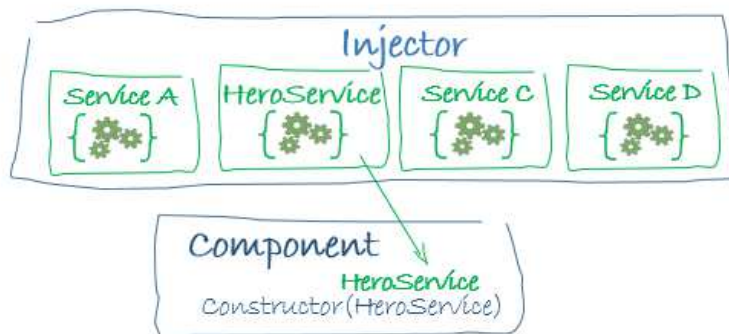 Injector
Service A
HeroService
Service C
Service D
Component
HeroService
Constructor(HeroService)